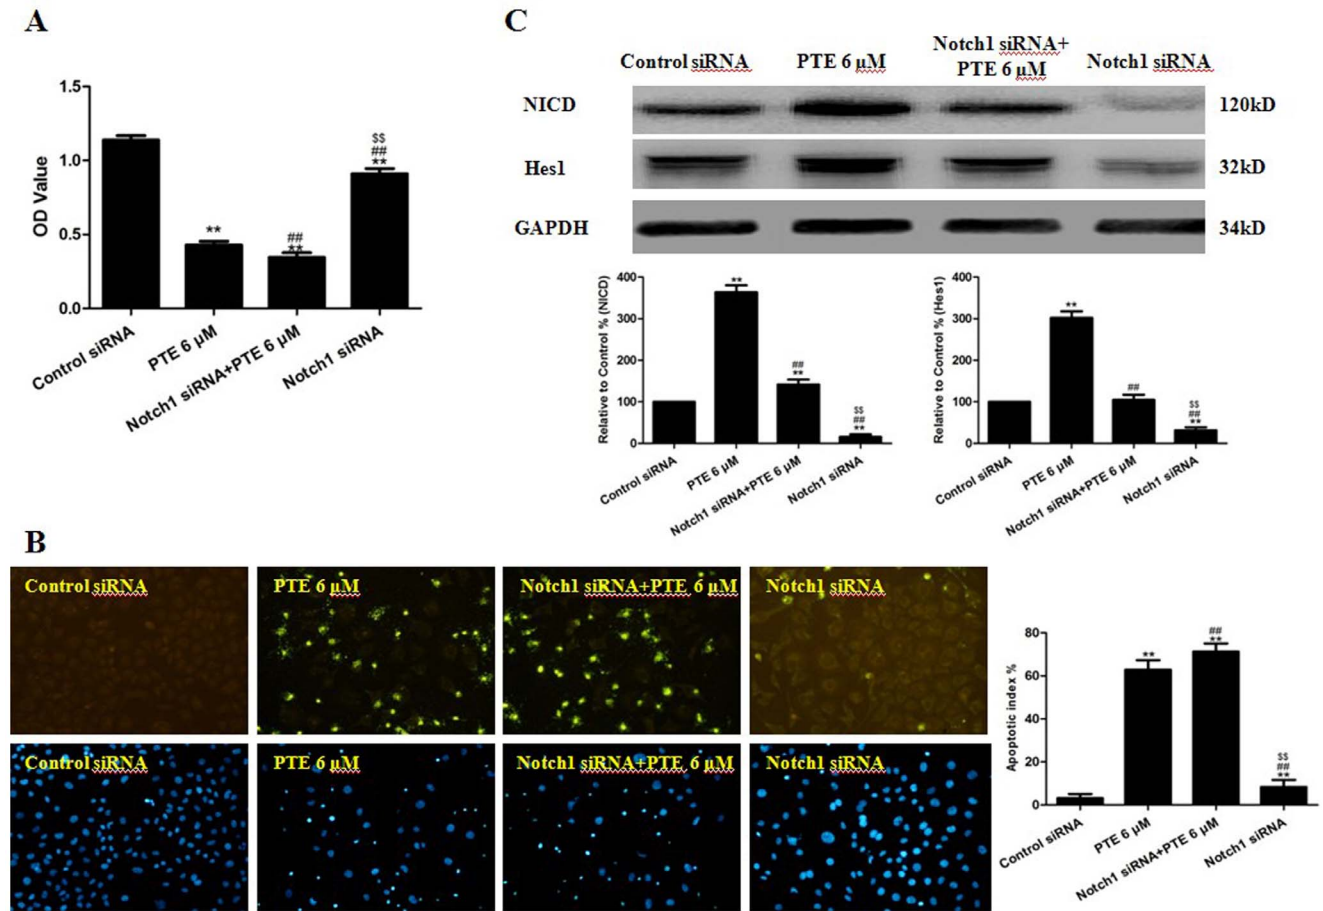 A
OD Value
1.5
1.0
0.5
0.0
**
##
**
$$
##
**
Control siRNA
PTE 6 µM
Notch1 siRNA+PTE 6 µM
Notch1 siRNA
C
Control siRNA
PTE 6 µM
Notch1 siRNA+
PTE 6 µM
Notch1 siRNA
NICD
120kD
Hes1
32kD
GAPDH
34kD
Relative to Control % (NICD)
400
300
200
100
0
**
##
**
$$
##
**
Control siRNA
PTE 6 µM
Notch1 siRNA+PTE 6 µM
Notch1 siRNA
Relative to Control % (Hes1)
400
300
200
100
0
**
##
$$
##
**
Control siRNA
PTE 6 µM
Notch1 siRNA+PTE 6 µM
Notch1 siRNA
B
Control siRNA
PTE 6 µM
Notch1 siRNA+PTE 6 µM
Notch1 siRNA
Control siRNA
PTE 6 µM
Notch1 siRNA+PTE 6 µM
Notch1 siRNA
Apoptotic index %
80
60
40
20
0
**
##
**
$$
##
**
Control siRNA
PTE 6 µM
Notch1 siRNA+PTE 6 µM
Notch1 siRNA